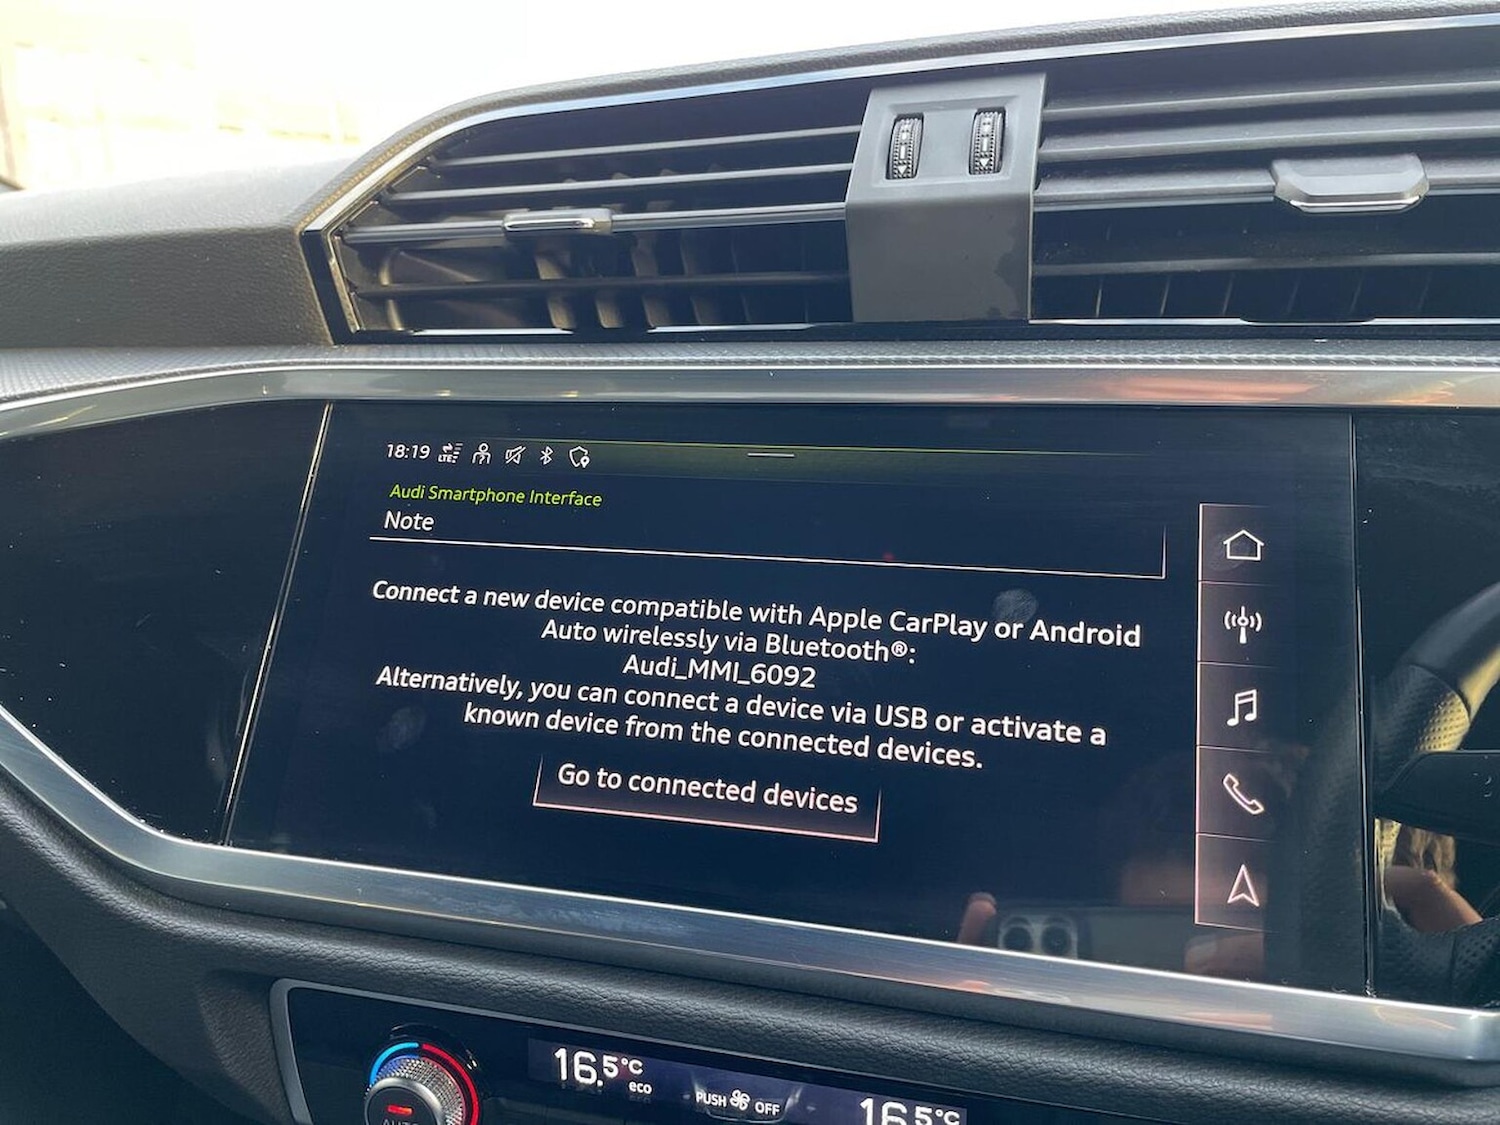 18:19 LTE
Audi Smartphone Interface
Note
Connect a new device compatible with Apple CarPlay or Android
Auto wirelessly via Bluetooth®:
Audi_MMI_6092
Alternatively, you can connect a device via USB or activate a
known device from the connected devices.
Go to connected devices
16.5°C
eco
PUSH OFF
16.5°C
AUTO